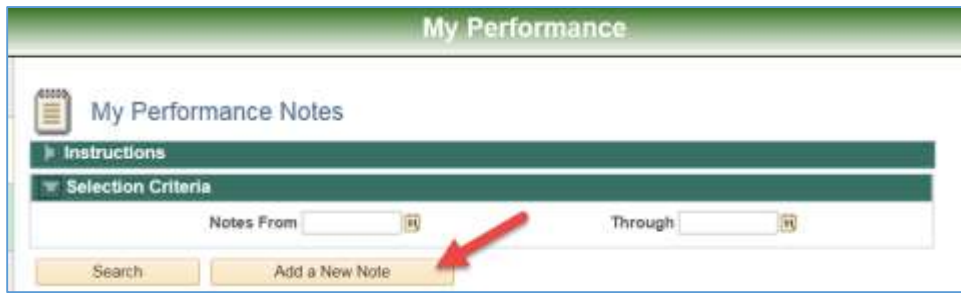 My Performance
My Performance Notes
Instructions
Selection Criteria
Notes From Through
Search Add a New Note